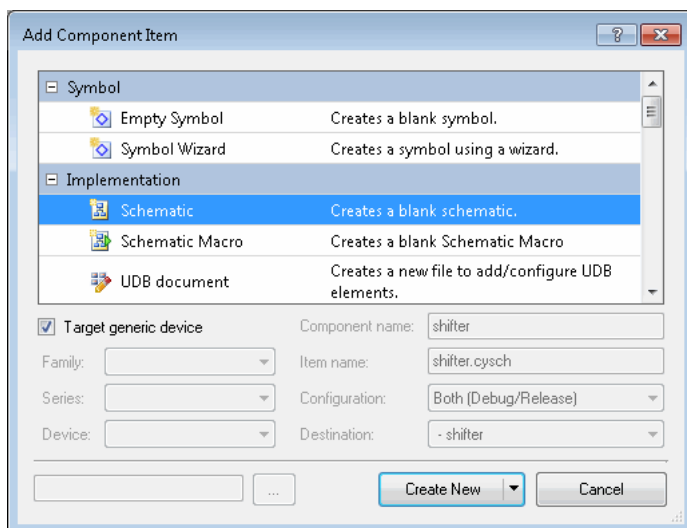 Add Component Item
Symbol
Empty Symbol Creates a blank symbol.
Symbol Wizard Creates a symbol using a wizard.
Implementation
Schematic Creates a blank schematic.
Schematic Macro Creates a blank Schematic Macro
UDB document Creates a new file to add/configure UDB
elements.
Target generic device Component name: shifter
Family: Item name: shifter.cysch
Series: Configuration: Both (Debug/Release)
Device: Destination: - shifter
... Create New Cancel